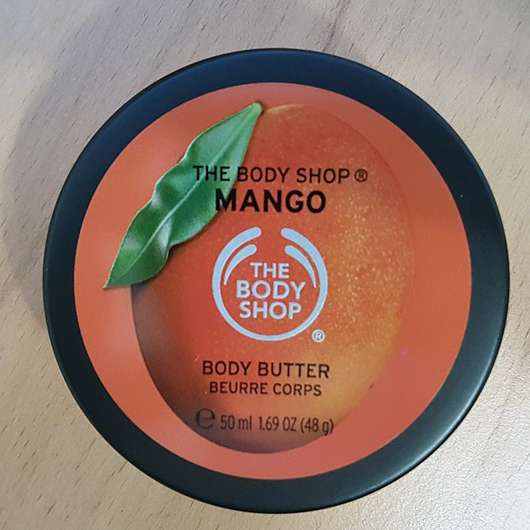 THE BODY SHOP®
MANGO
THE
BODY
SHOP®
BODY BUTTER
BEURRE CORPS
℮ 50 ml 1.69 OZ (48 g)